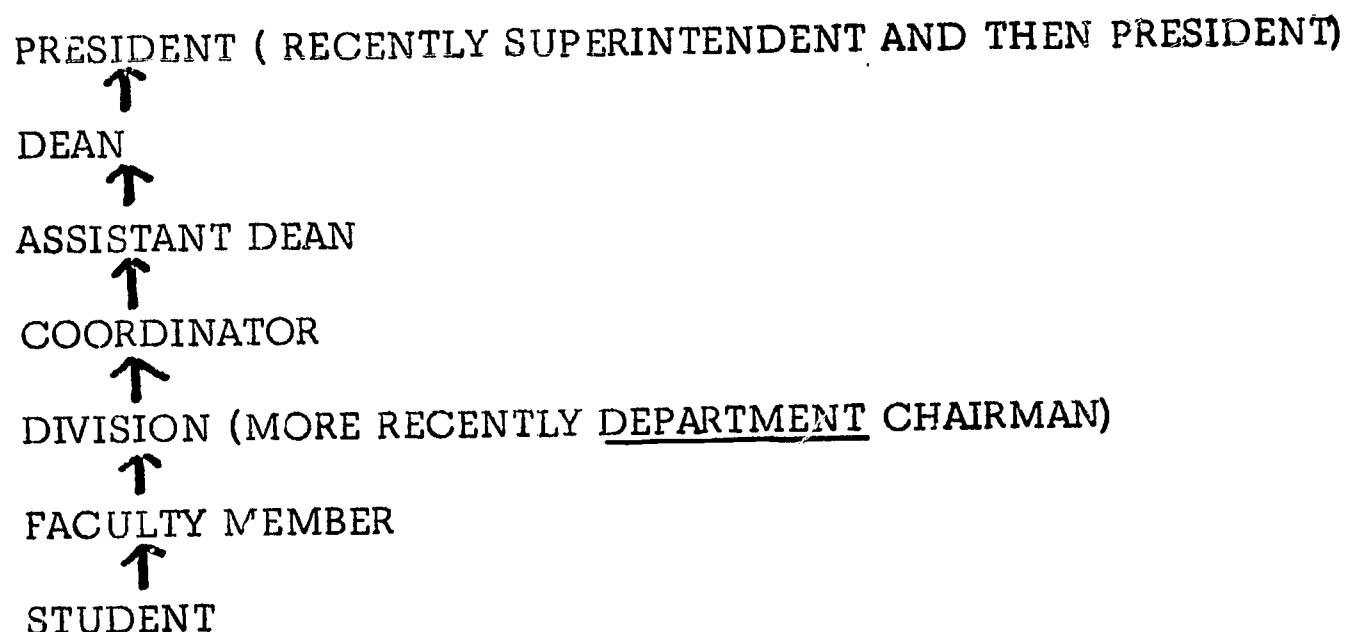 PRESIDENT ( RECENTLY SUPERINTENDENT AND THEN PRESIDENT)
DEAN
ASSISTANT DEAN
COORDINATOR
DIVISION (MORE RECENTLY DEPARTMENT CHAIRMAN)
FACULTY MEMBER
STUDENT